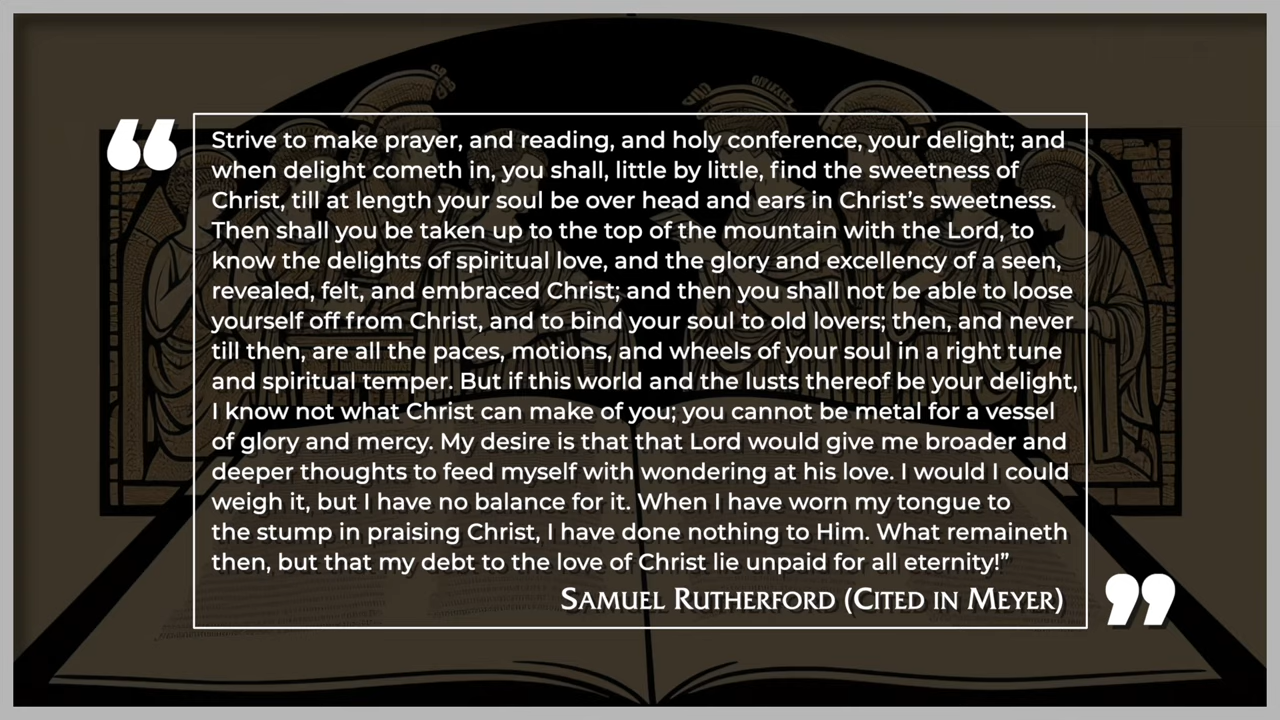 “
Strive to make prayer, and reading, and holy conference, your delight; and
when delight cometh in, you shall, little by little, find the sweetness of
Christ, till at length your soul be over head and ears in Christ’s sweetness.
Then shall you be taken up to the top of the mountain with the Lord, to
know the delights of spiritual love, and the glory and excellency of a seen,
revealed, felt, and embraced Christ; and then you shall not be able to loose
yourself off from Christ, and to bind your soul to old lovers; then, and never
till then, are all the paces, motions, and wheels of your soul in a right tune
and spiritual temper. But if this world and the lusts thereof be your delight,
I know not what Christ can make of you; you cannot be metal for a vessel
of glory and mercy. My desire is that that Lord would give me broader and
deeper thoughts to feed myself with wondering at his love. I would I could
weigh it, but I have no balance for it. When I have worn my tongue to
the stump in praising Christ, I have done nothing to Him. What remaineth
then, but that my debt to the love of Christ lie unpaid for all eternity!”
Samuel Rutherford (Cited in Meyer)
”